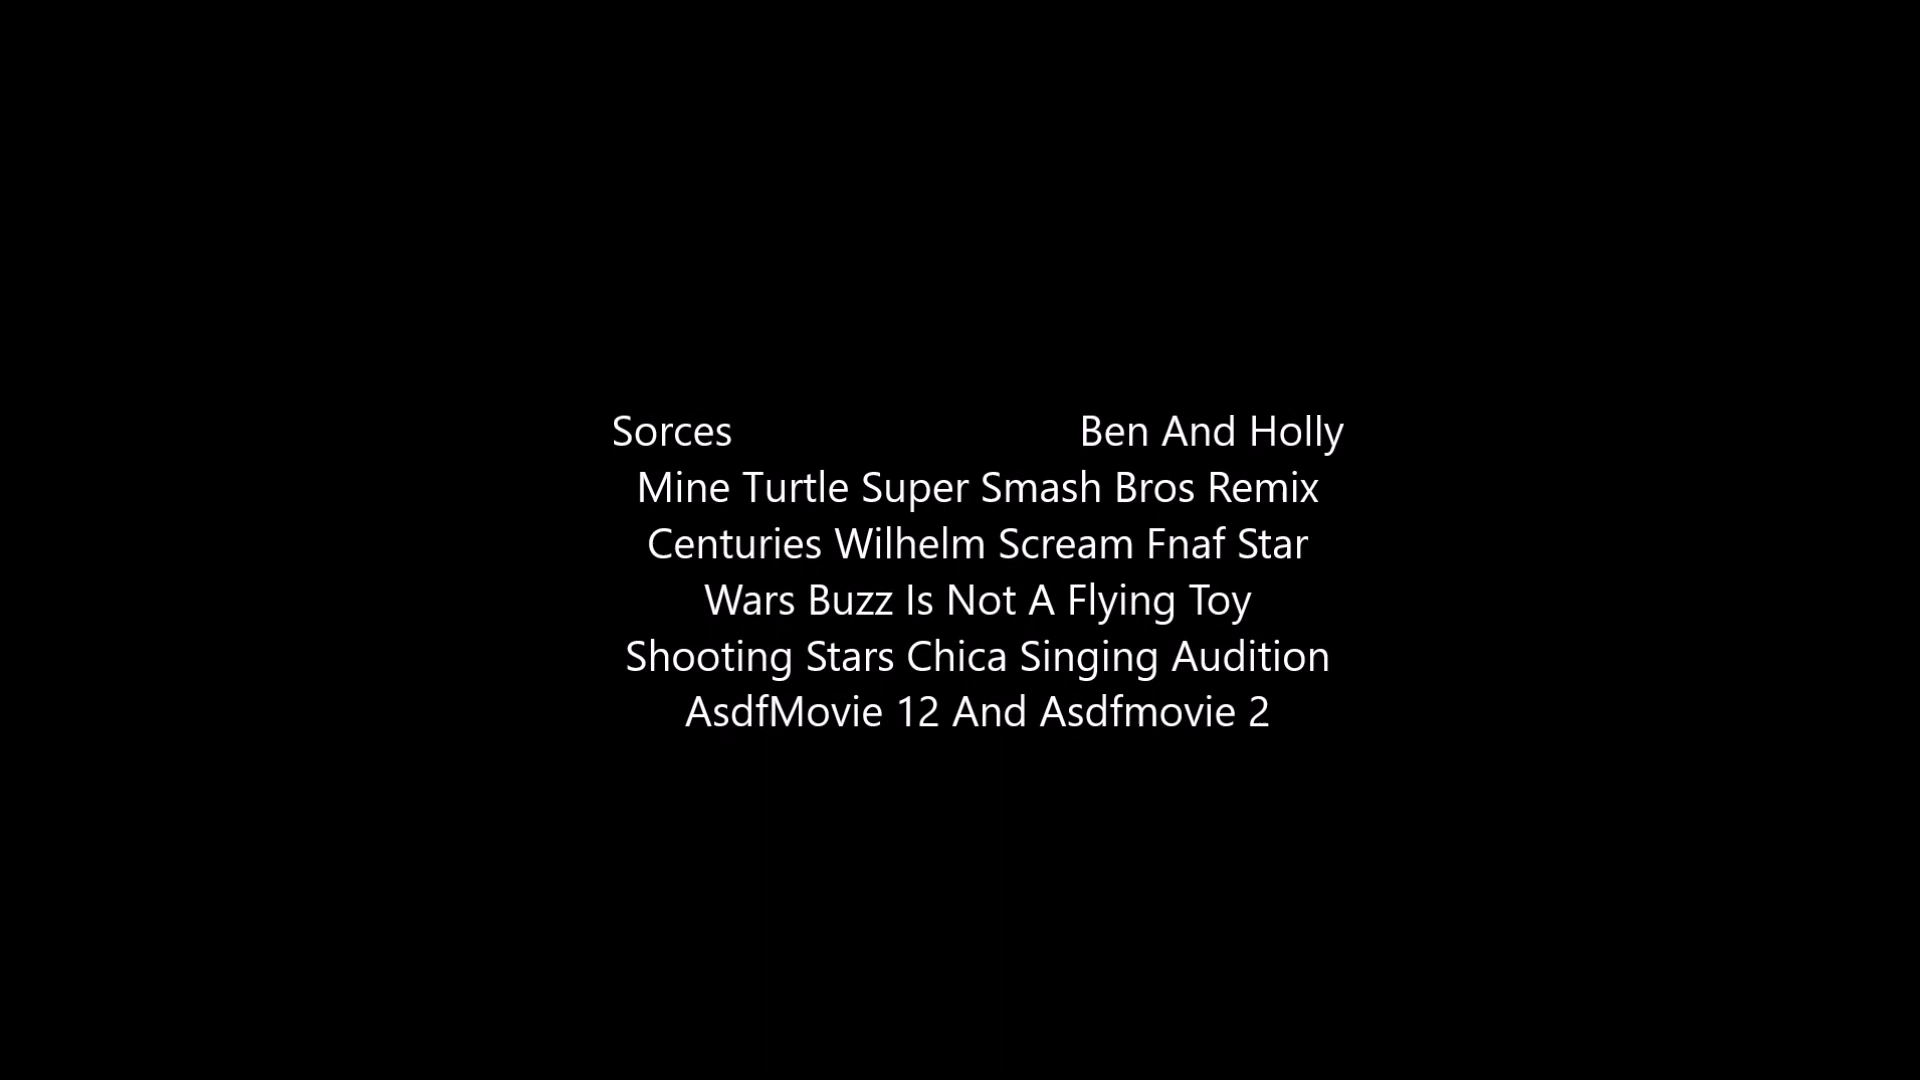 Sorces Ben And Holly
Mine Turtle Super Smash Bros Remix
Centuries Wilhelm Scream Fnaf Star
Wars Buzz Is Not A Flying Toy
Shooting Stars Chica Singing Audition
AsdfMovie 12 And Asdfmovie 2